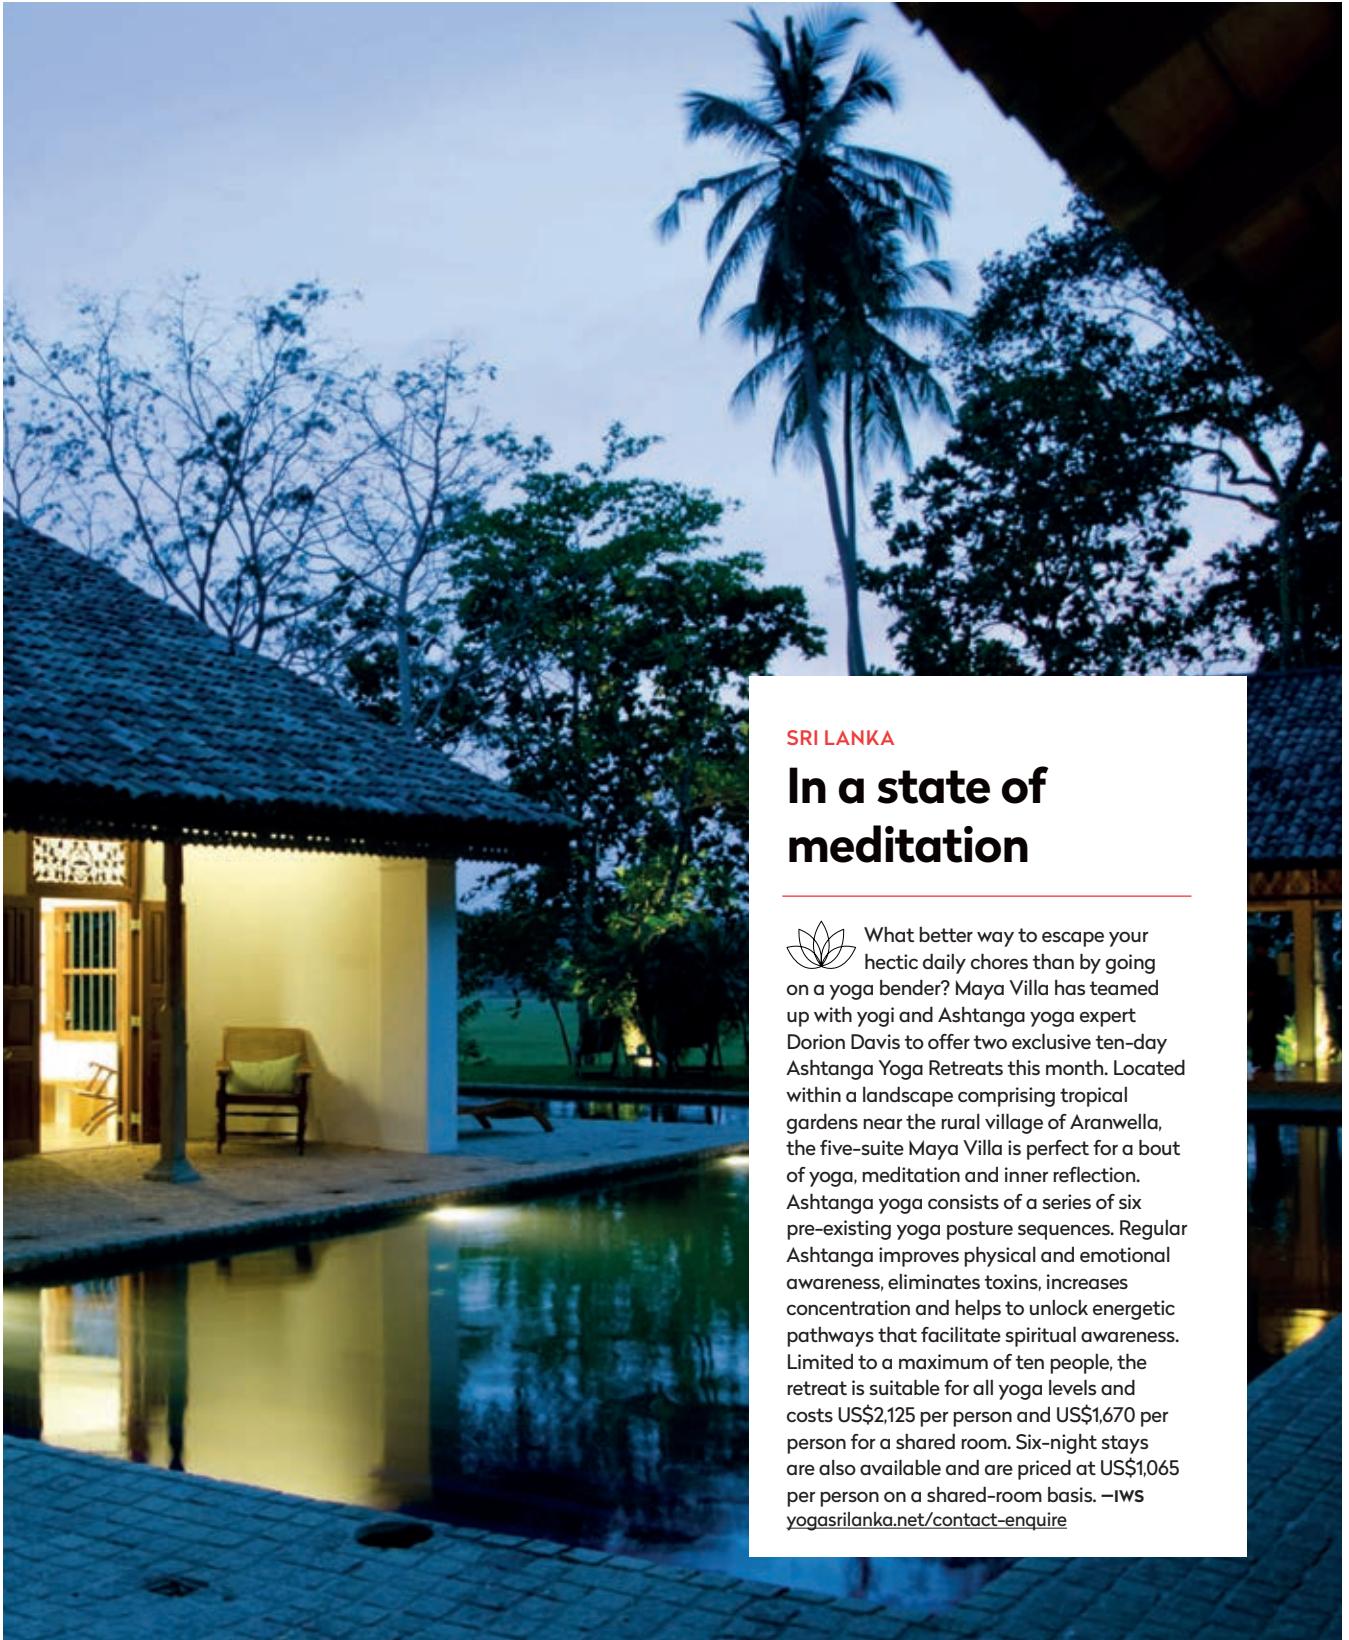 SRI LANKA
In a state of
meditation
What better way to escape your
hectic daily chores than by going
on a yoga bender? Maya Villa has teamed
up with yogi and Ashtanga yoga expert
Dorion Davis to offer two exclusive ten-day
Ashtanga Yoga Retreats this month. Located
within a landscape comprising tropical
gardens near the rural village of Aranwella,
the five-suite Maya Villa is perfect for a bout
of yoga, meditation and inner reflection.
Ashtanga yoga consists of a series of six
pre-existing yoga posture sequences. Regular
Ashtanga improves physical and emotional
awareness, eliminates toxins, increases
concentration and helps to unlock energetic
pathways that facilitate spiritual awareness.
Limited to a maximum of ten people, the
retreat is suitable for all yoga levels and
costs US$2,125 per person and US$1,670 per
person for a shared room. Six-night stays
are also available and are priced at US$1,065
per person on a shared-room basis. —IWS
yogasrilanka.net/contact-enquire